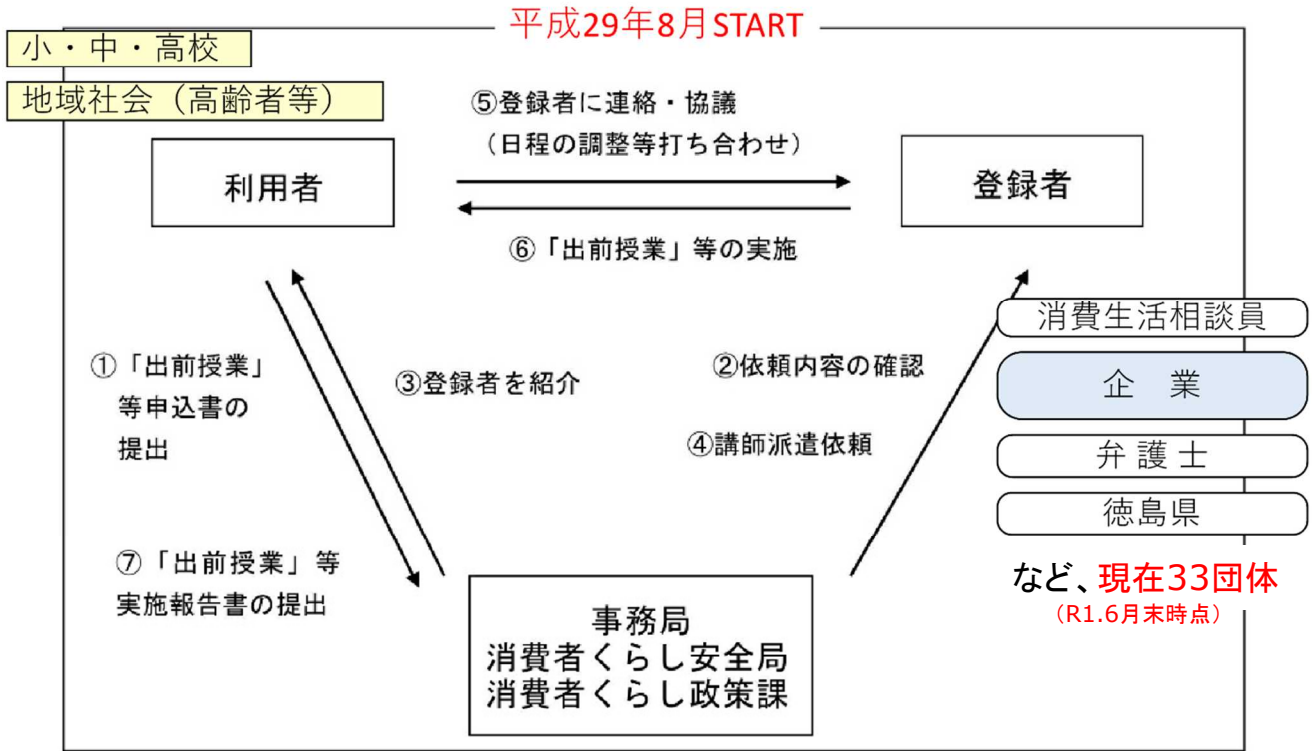 平成29年8月START
小・中・高校
地域社会（高齢者等）
⑤登録者に連絡・協議
（日程の調整等打ち合わせ）
利用者
登録者
⑥「出前授業」等の実施
①「出前授業」
等申込書の
提出
③登録者を紹介
②依頼内容の確認
④講師派遣依頼
消費生活相談員
企　業
弁 護 士
徳島県
など、現在33団体
（R1.6月末時点）
⑦「出前授業」等
実施報告書の提出
事務局
消費者くらし安全局
消費者くらし政策課